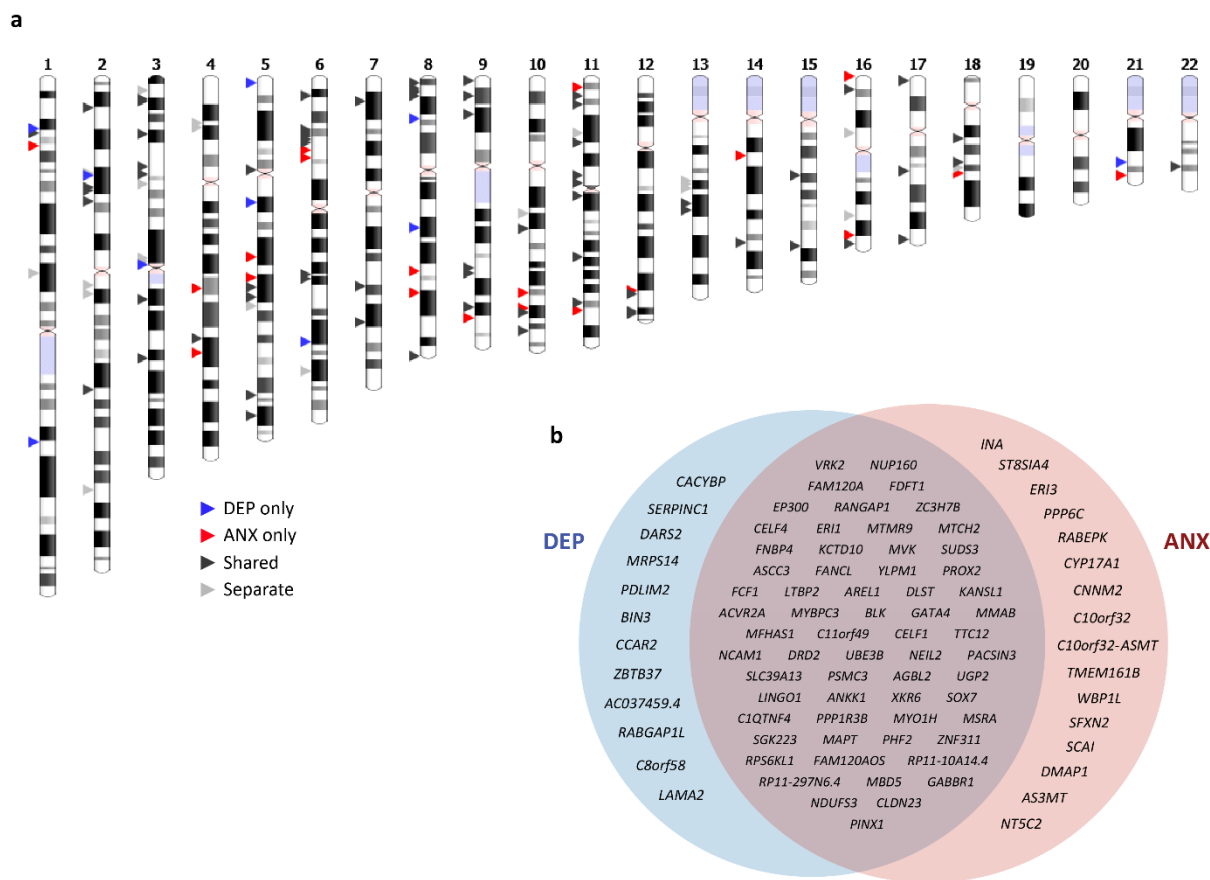 a
1 2 3 4 5 6 7 8 9 10 11 12 13 14 15 16 17 18 19 20 21 22
DEP only
ANX only
Shared
Separate
b
DEP
ANX
CACYBP
SERPINC1
DARS2
MRPS14
PDLIM2
BIN3
CCAR2
ZBTB37
AC037459.4
RABGAP1L
C8orf58
LAMA2
VRK2 NUP160
FAM120A FDFT1
EP300 RANGAP1 ZC3H7B
CELF4 ERI1 MTMR9 MTCH2
FNBP4 KCTD10 MVK SUDS3
ASCC3 FANCL YLPM1 PROX2
FCF1 LTBP2 AREL1 DLST KANSL1
ACVR2A MYBPC3 BLK GATA4 MMAB
MFHAS1 C11orf49 CELF1 TTC12
NCAM1 DRD2 UBE3B NEIL2 PACSIN3
SLC39A13 PSMC3 AGBL2 UGP2
LINGO1 ANKK1 XKR6 SOX7
C1QTNF4 PPP1R3B MYO1H MSRA
SGK223 MAPT PHF2 ZNF311
RPS6KL1 FAM120AOS RP11-10A14.4
RP11-297N6.4 MBD5 GABBR1
NDUFS3 CLDN23
PINX1
INA
ST8SIA4
ERI3
PPP6C
RABEPK
CYP17A1
CNNM2
C10orf32
C10orf32-ASMT
TMEM161B
WBP1L
SFXN2
SCAI
DMAP1
AS3MT
NT5C2